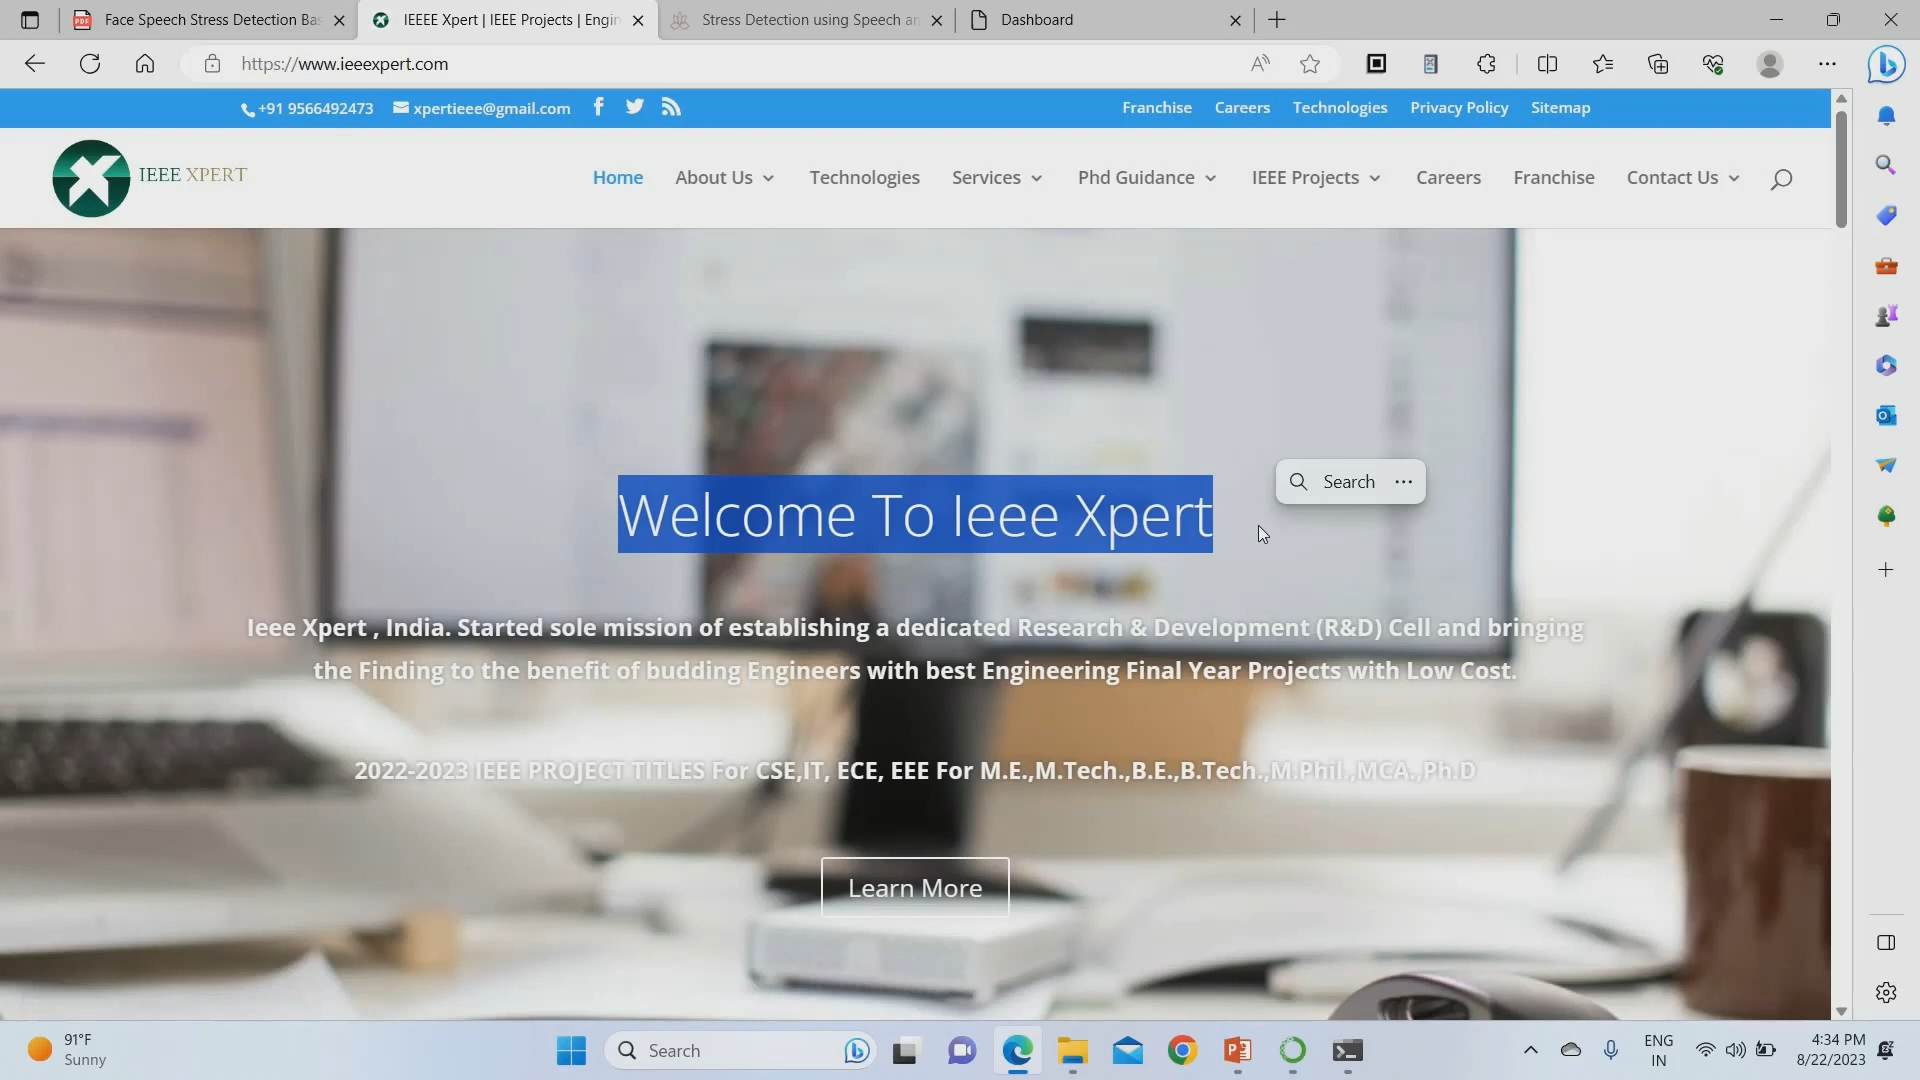 Face Speech Stress Detection Ba
IEEEE Xpert | IEEE Projects | Engin
Stress Detection using Speech an
Dashboard
https://www.ieeexpert.com
+91 9566492473
xpertieee@gmail.com
Franchise
Careers
Technologies
Privacy Policy
Sitemap
IEEE XPERT
Home
About Us
Technologies
Services
Phd Guidance
IEEE Projects
Careers
Franchise
Contact Us
Welcome To Ieee Xpert
Search
Ieee Xpert , India. Started sole mission of establishing a dedicated Research & Development (R&D) Cell and bringing
the Finding to the benefit of budding Engineers with best Engineering Final Year Projects with Low Cost.
2022-2023 IEEE PROJECT TITLES For CSE,IT, ECE, EEE For M.E.,M.Tech.,B.E.,B.Tech.,M.Phil.,MCA.,Ph.D
Learn More
91°F
Sunny
Search
ENG
IN
4:34 PM
8/22/2023